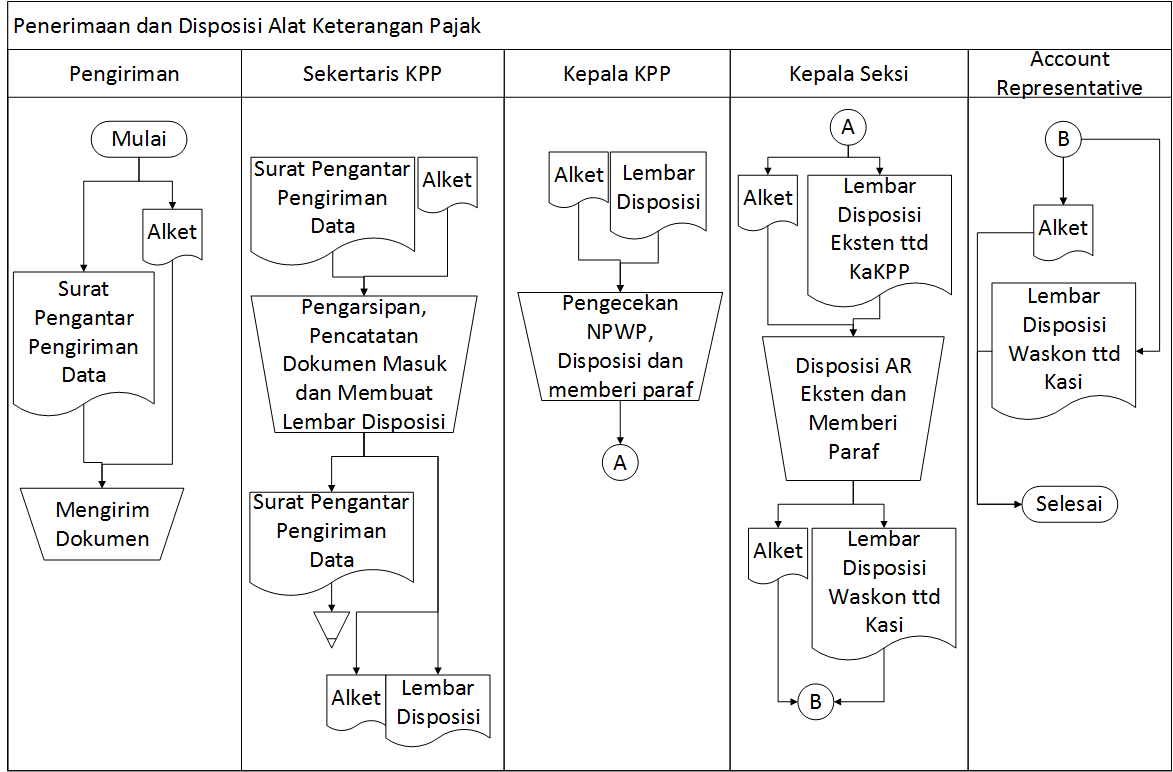 Penerimaan dan Disposisi Alat Keterangan Pajak
Pengiriman
Sekertaris KPP
Kepala KPP
Kepala Seksi
Account
Representative
Mulai
Alket
Surat
Pengantar
Pengiriman
Data
Mengirim
Dokumen
Surat Pengantar
Pengiriman
Data
Alket
Pengarsipan,
Pencatatan
Dokumen Masuk
dan Membuat
Lembar Disposisi
Surat Pengantar
Pengiriman
Data
Alket
Lembar
Disposisi
Alket
Lembar
Disposisi
Pengecekan
NPWP,
Disposisi dan
memberi paraf
A
A
Alket
Lembar
Disposisi
Eksten ttd
KaKPP
Disposisi AR
Eksten dan
Memberi
Paraf
Alket
Lembar
Disposisi
Waskon ttd
Kasi
B
B
Alket
Lembar
Disposisi
Waskon ttd
Kasi
Selesai